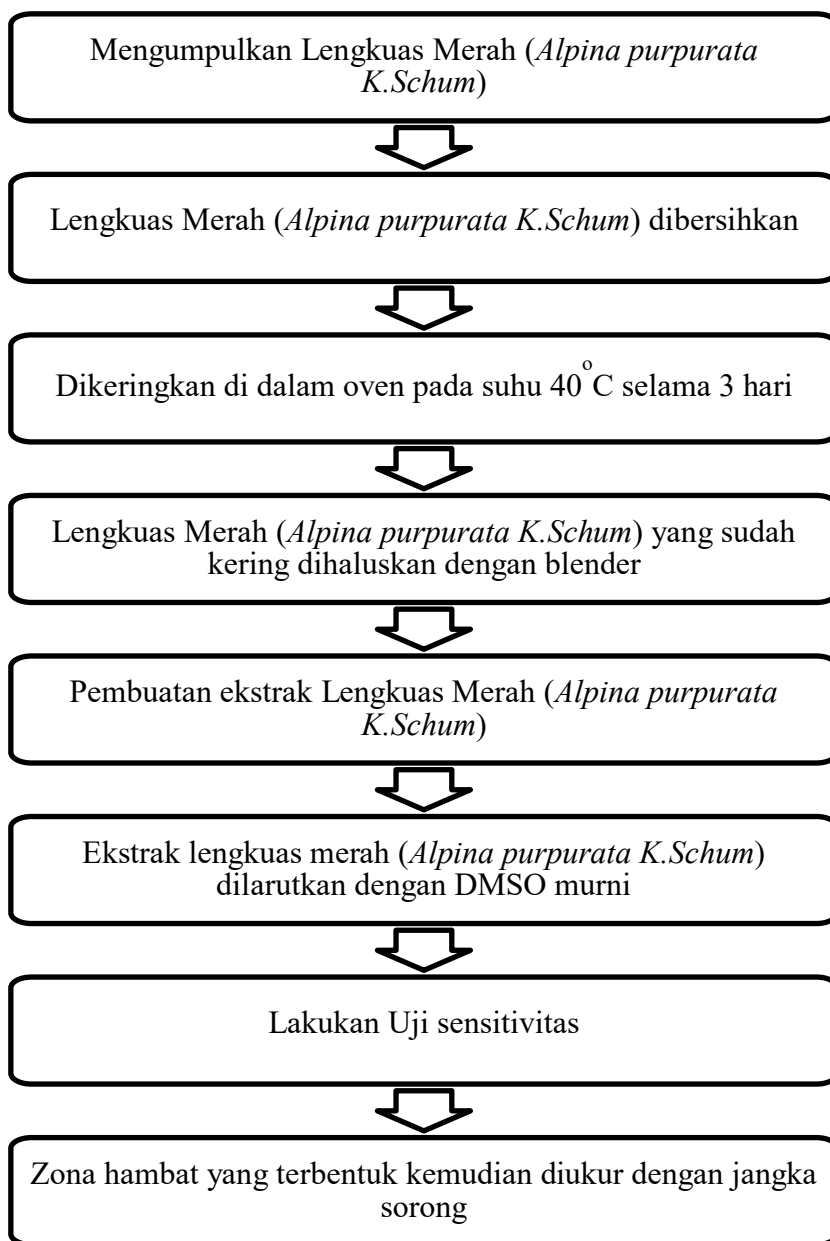 Mengumpulkan Lengkuas Merah (Alpina purpurata
K.Schum)
Lengkuas Merah (Alpina purpurata K.Schum) dibersihkan
Dikeringkan di dalam oven pada suhu 40°C selama 3 hari
Lengkuas Merah (Alpina purpurata K.Schum) yang sudah
kering dihaluskan dengan blender
Pembuatan ekstrak Lengkuas Merah (Alpina purpurata
K.Schum)
Ekstrak lengkuas merah (Alpina purpurata K.Schum)
dilarutkan dengan DMSO murni
Lakukan Uji sensitivitas
Zona hambat yang terbentuk kemudian diukur dengan jangka
sorong